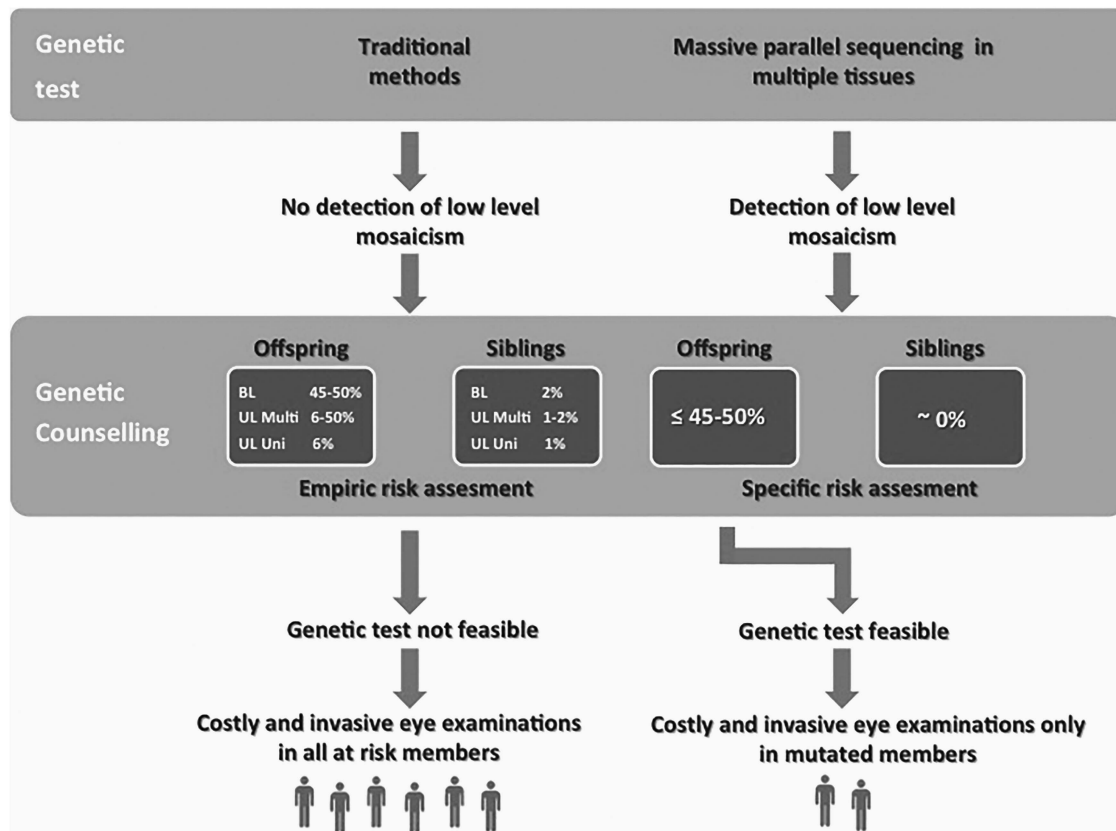 Genetic
test
Traditional
methods
Massive parallel sequencing in
multiple tissues
No detection of low level
mosaicism
Detection of low level
mosaicism
Genetic
Counselling
Offspring
BL 45-50%
UL Multi 6-50%
UL Uni 6%
Siblings
BL 2%
UL Multi 1-2%
UL Uni 1%
Empiric risk assesment
Offspring
≤ 45-50%
Siblings
~ 0%
Specific risk assesment
Genetic test not feasible
Genetic test feasible
Costly and invasive eye examinations
in all at risk members
Costly and invasive eye examinations only
in mutated members